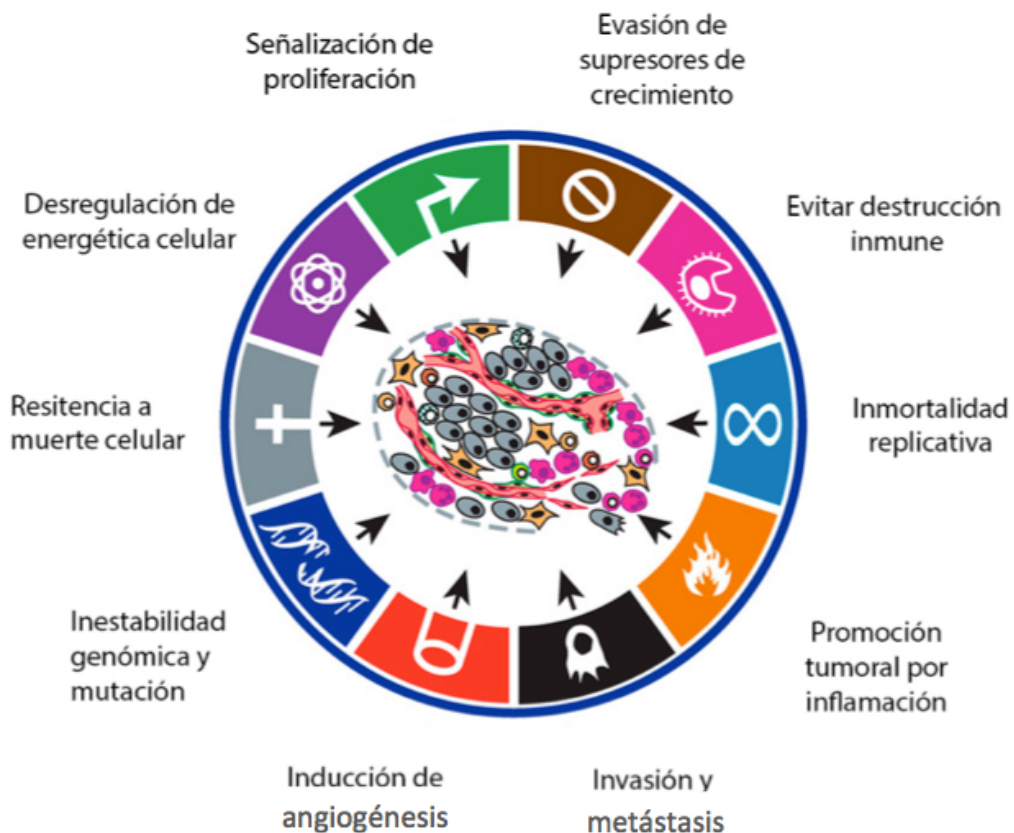 Señalización de
proliferación
Evasión de
supresores de
crecimiento
Evitar destrucción
inmune
Inmortalidad
replicativa
Promoción
tumoral por
inflamación
Invasión y
metástasis
Inducción de
angiogénesis
Inestabilidad
genómica y
mutación
Resitencia a
muerte celular
Desregulación de
energética celular